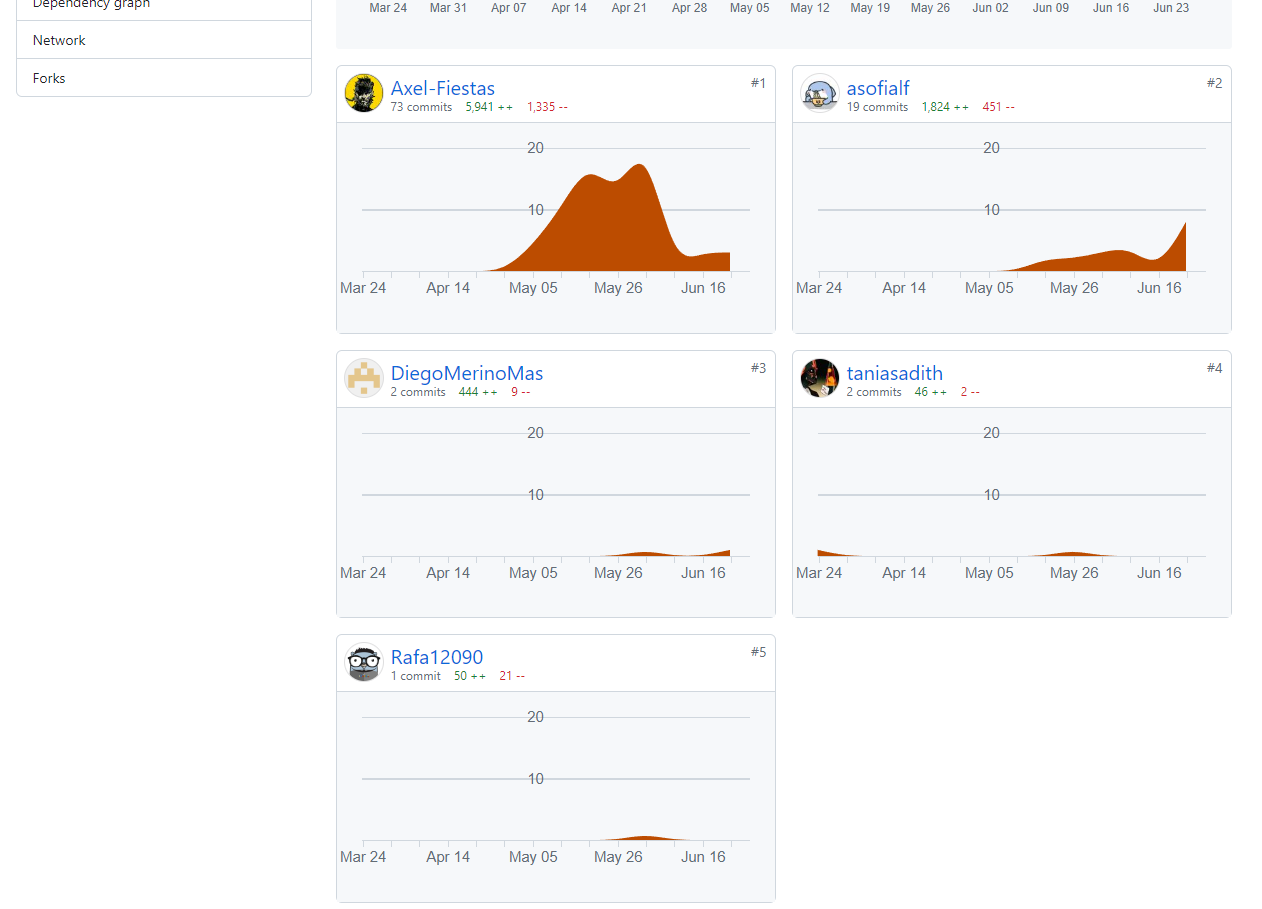 Dependency graph
Network
Forks
Mar 24 Mar 31 Apr 07 Apr 14 Apr 21 Apr 28 May 05 May 12 May 19 May 26 Jun 02 Jun 09 Jun 16 Jun 23
Axel-Fiestas #1
73 commits 5,941 ++ 1,335 --
20
10
Mar 24 Apr 14 May 05 May 26 Jun 16
asofialf #2
19 commits 1,824 ++ 451 --
20
10
Mar 24 Apr 14 May 05 May 26 Jun 16
DiegoMerinoMas #3
2 commits 444 ++ 9 --
20
10
Mar 24 Apr 14 May 05 May 26 Jun 16
taniasadith #4
2 commits 46 ++ 2 --
20
10
Mar 24 Apr 14 May 05 May 26 Jun 16
Rafa12090 #5
1 commit 50 ++ 21 --
20
10
Mar 24 Apr 14 May 05 May 26 Jun 16